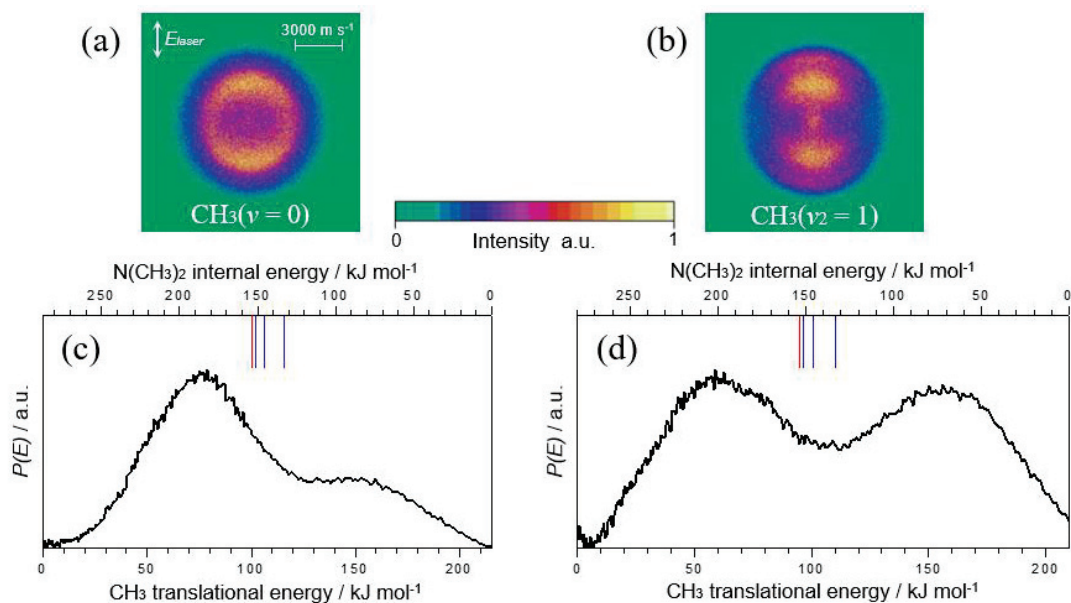 (a)
E laser
3000 m s-1
CH3(v = 0)
(b)
CH3(v2 = 1)
0 1
Intensity a.u.
N(CH3)2 internal energy / kJ mol-1
250 200 150 100 50 0
(c)
P(E) / a.u.
0 50 100 150 200
CH3 translational energy / kJ mol-1
N(CH3)2 internal energy / kJ mol-1
250 200 150 100 50 0
(d)
P(E) / a.u.
0 50 100 150 200
CH3 translational energy / kJ mol-1